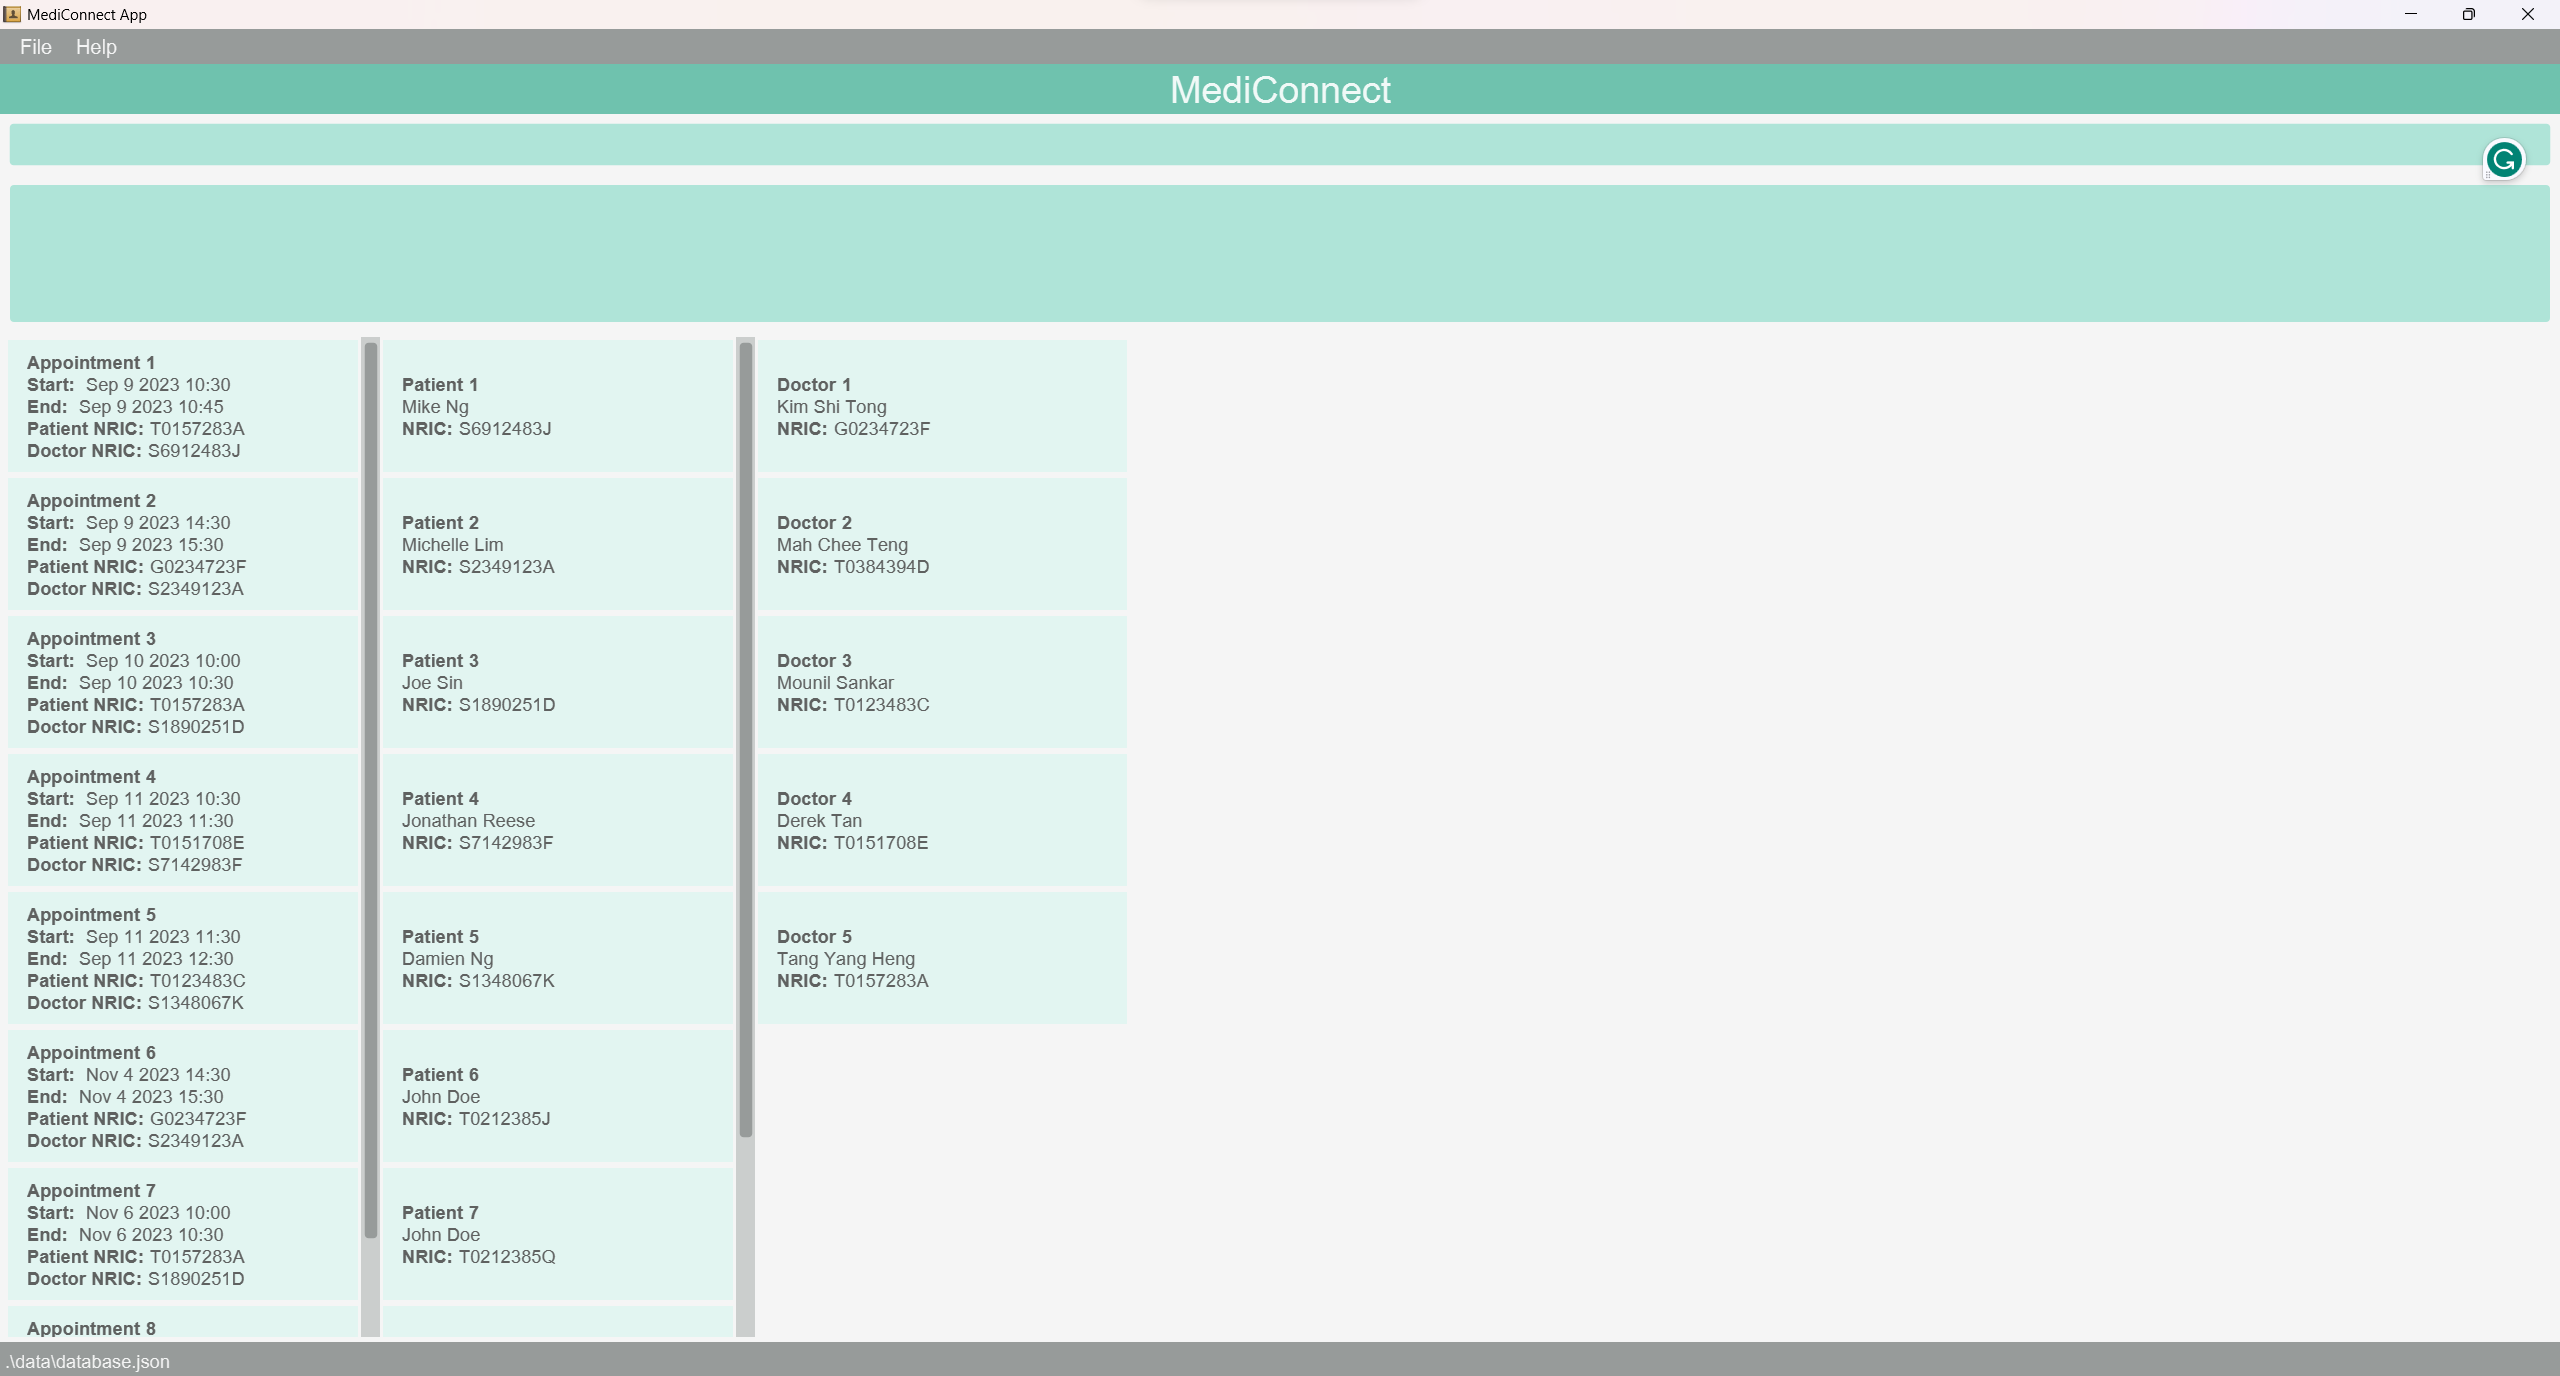 MediConnect App
File Help
MediConnect
Appointment 1
Start: Sep 9 2023 10:30
End: Sep 9 2023 10:45
Patient NRIC: T0157283A
Doctor NRIC: S6912483J
Appointment 2
Start: Sep 9 2023 14:30
End: Sep 9 2023 15:30
Patient NRIC: G0234723F
Doctor NRIC: S2349123A
Appointment 3
Start: Sep 10 2023 10:00
End: Sep 10 2023 10:30
Patient NRIC: T0157283A
Doctor NRIC: S1890251D
Appointment 4
Start: Sep 11 2023 10:30
End: Sep 11 2023 11:30
Patient NRIC: T0151708E
Doctor NRIC: S7142983F
Appointment 5
Start: Sep 11 2023 11:30
End: Sep 11 2023 12:30
Patient NRIC: T0123483C
Doctor NRIC: S1348067K
Appointment 6
Start: Nov 4 2023 14:30
End: Nov 4 2023 15:30
Patient NRIC: G0234723F
Doctor NRIC: S2349123A
Appointment 7
Start: Nov 6 2023 10:00
End: Nov 6 2023 10:30
Patient NRIC: T0157283A
Doctor NRIC: S1890251D
Appointment 8
Patient 1
Mike Ng
NRIC: S6912483J
Patient 2
Michelle Lim
NRIC: S2349123A
Patient 3
Joe Sin
NRIC: S1890251D
Patient 4
Jonathan Reese
NRIC: S7142983F
Patient 5
Damien Ng
NRIC: S1348067K
Patient 6
John Doe
NRIC: T0212385J
Patient 7
John Doe
NRIC: T0212385Q
Doctor 1
Kim Shi Tong
NRIC: G0234723F
Doctor 2
Mah Chee Teng
NRIC: T0384394D
Doctor 3
Mounil Sankar
NRIC: T0123483C
Doctor 4
Derek Tan
NRIC: T0151708E
Doctor 5
Tang Yang Heng
NRIC: T0157283A
.\data\database.json